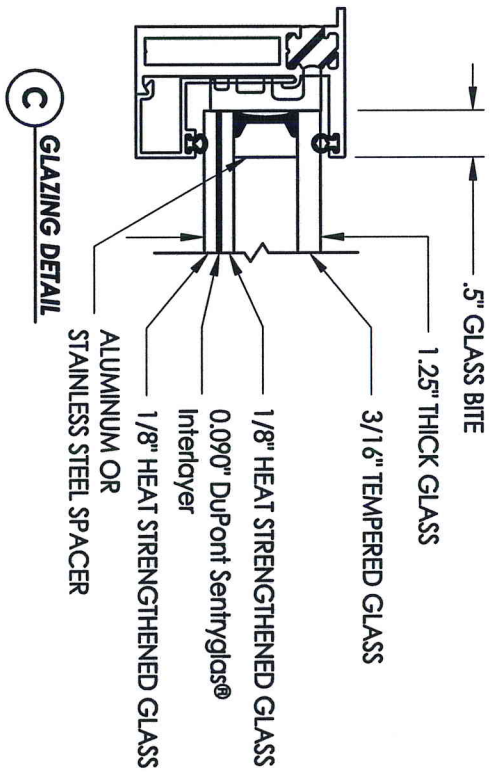 .5" GLASS BITE
1.25" THICK GLASS
3/16" TEMPERED GLASS
1/8" HEAT STRENGTHENED GLASS
0.090" DuPont Sentryglas®
Interlayer
1/8" HEAT STRENGTHENED GLASS
ALUMINUM OR
STAINLESS STEEL SPACER
C GLAZING DETAIL